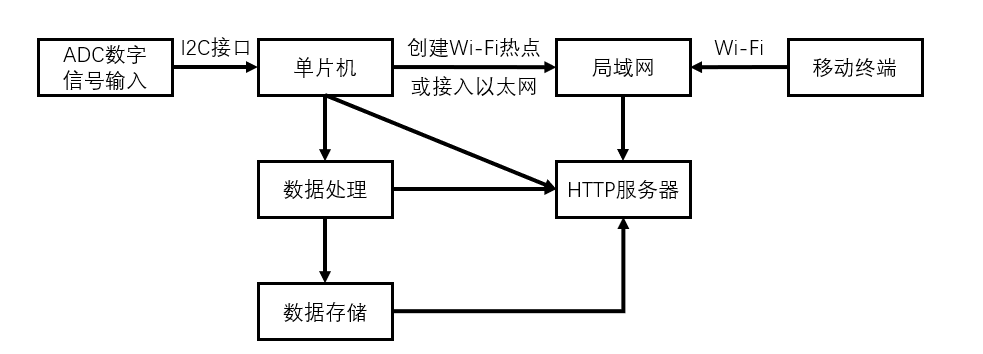 ADC数字
信号输入
I2C接口
单片机
创建Wi-Fi热点
或接入以太网
局域网
Wi-Fi
移动终端
数据处理
HTTP服务器
数据存储